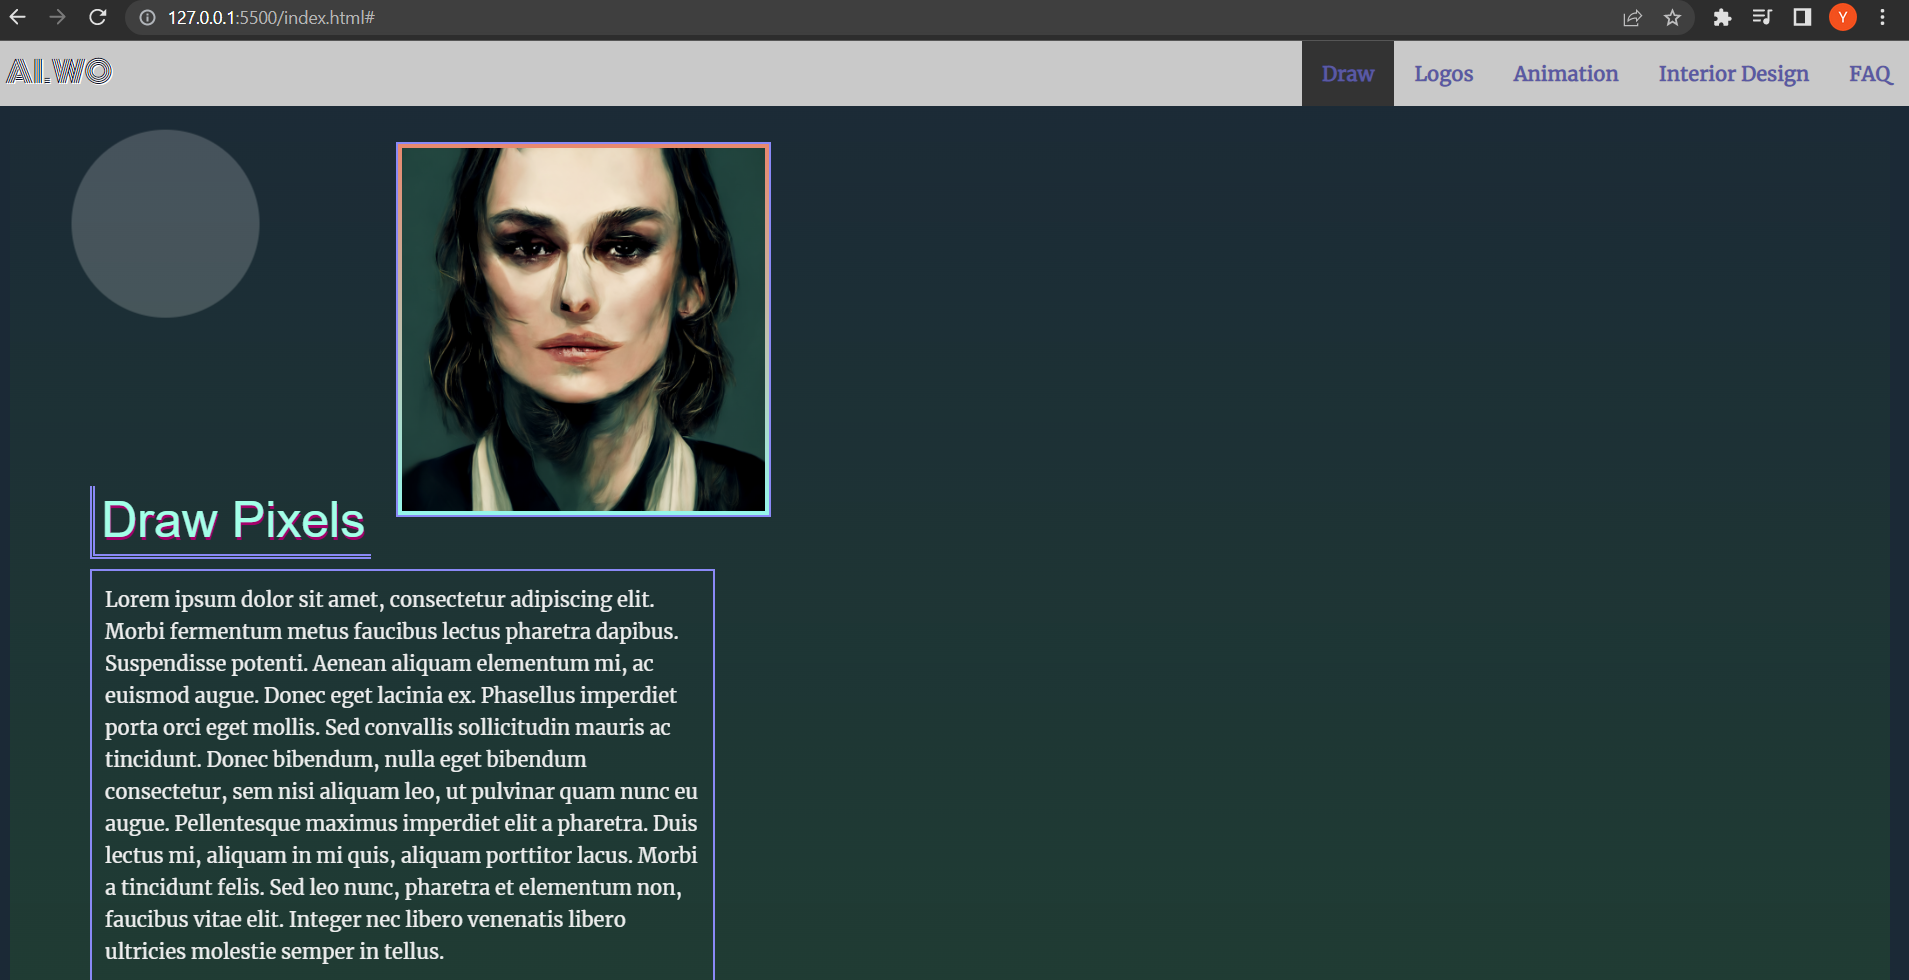 127.0.0.1:5500/index.html#
Y
AI.WO
Draw Logos Animation Interior Design FAQ
Draw Pixels
Lorem ipsum dolor sit amet, consectetur adipiscing elit.
Morbi fermentum metus faucibus lectus pharetra dapibus.
Suspendisse potenti. Aenean aliquam elementum mi, ac
euismod augue. Donec eget lacinia ex. Phasellus imperdiet
porta orci eget mollis. Sed convallis sollicitudin mauris ac
tincidunt. Donec bibendum, nulla eget bibendum
consectetur, sem nisi aliquam leo, ut pulvinar quam nunc eu
augue. Pellentesque maximus imperdiet elit a pharetra. Duis
lectus mi, aliquam in mi quis, aliquam porttitor lacus. Morbi
a tincidunt felis. Sed leo nunc, pharetra et elementum non,
faucibus vitae elit. Integer nec libero venenatis libero
ultricies molestie semper in tellus.